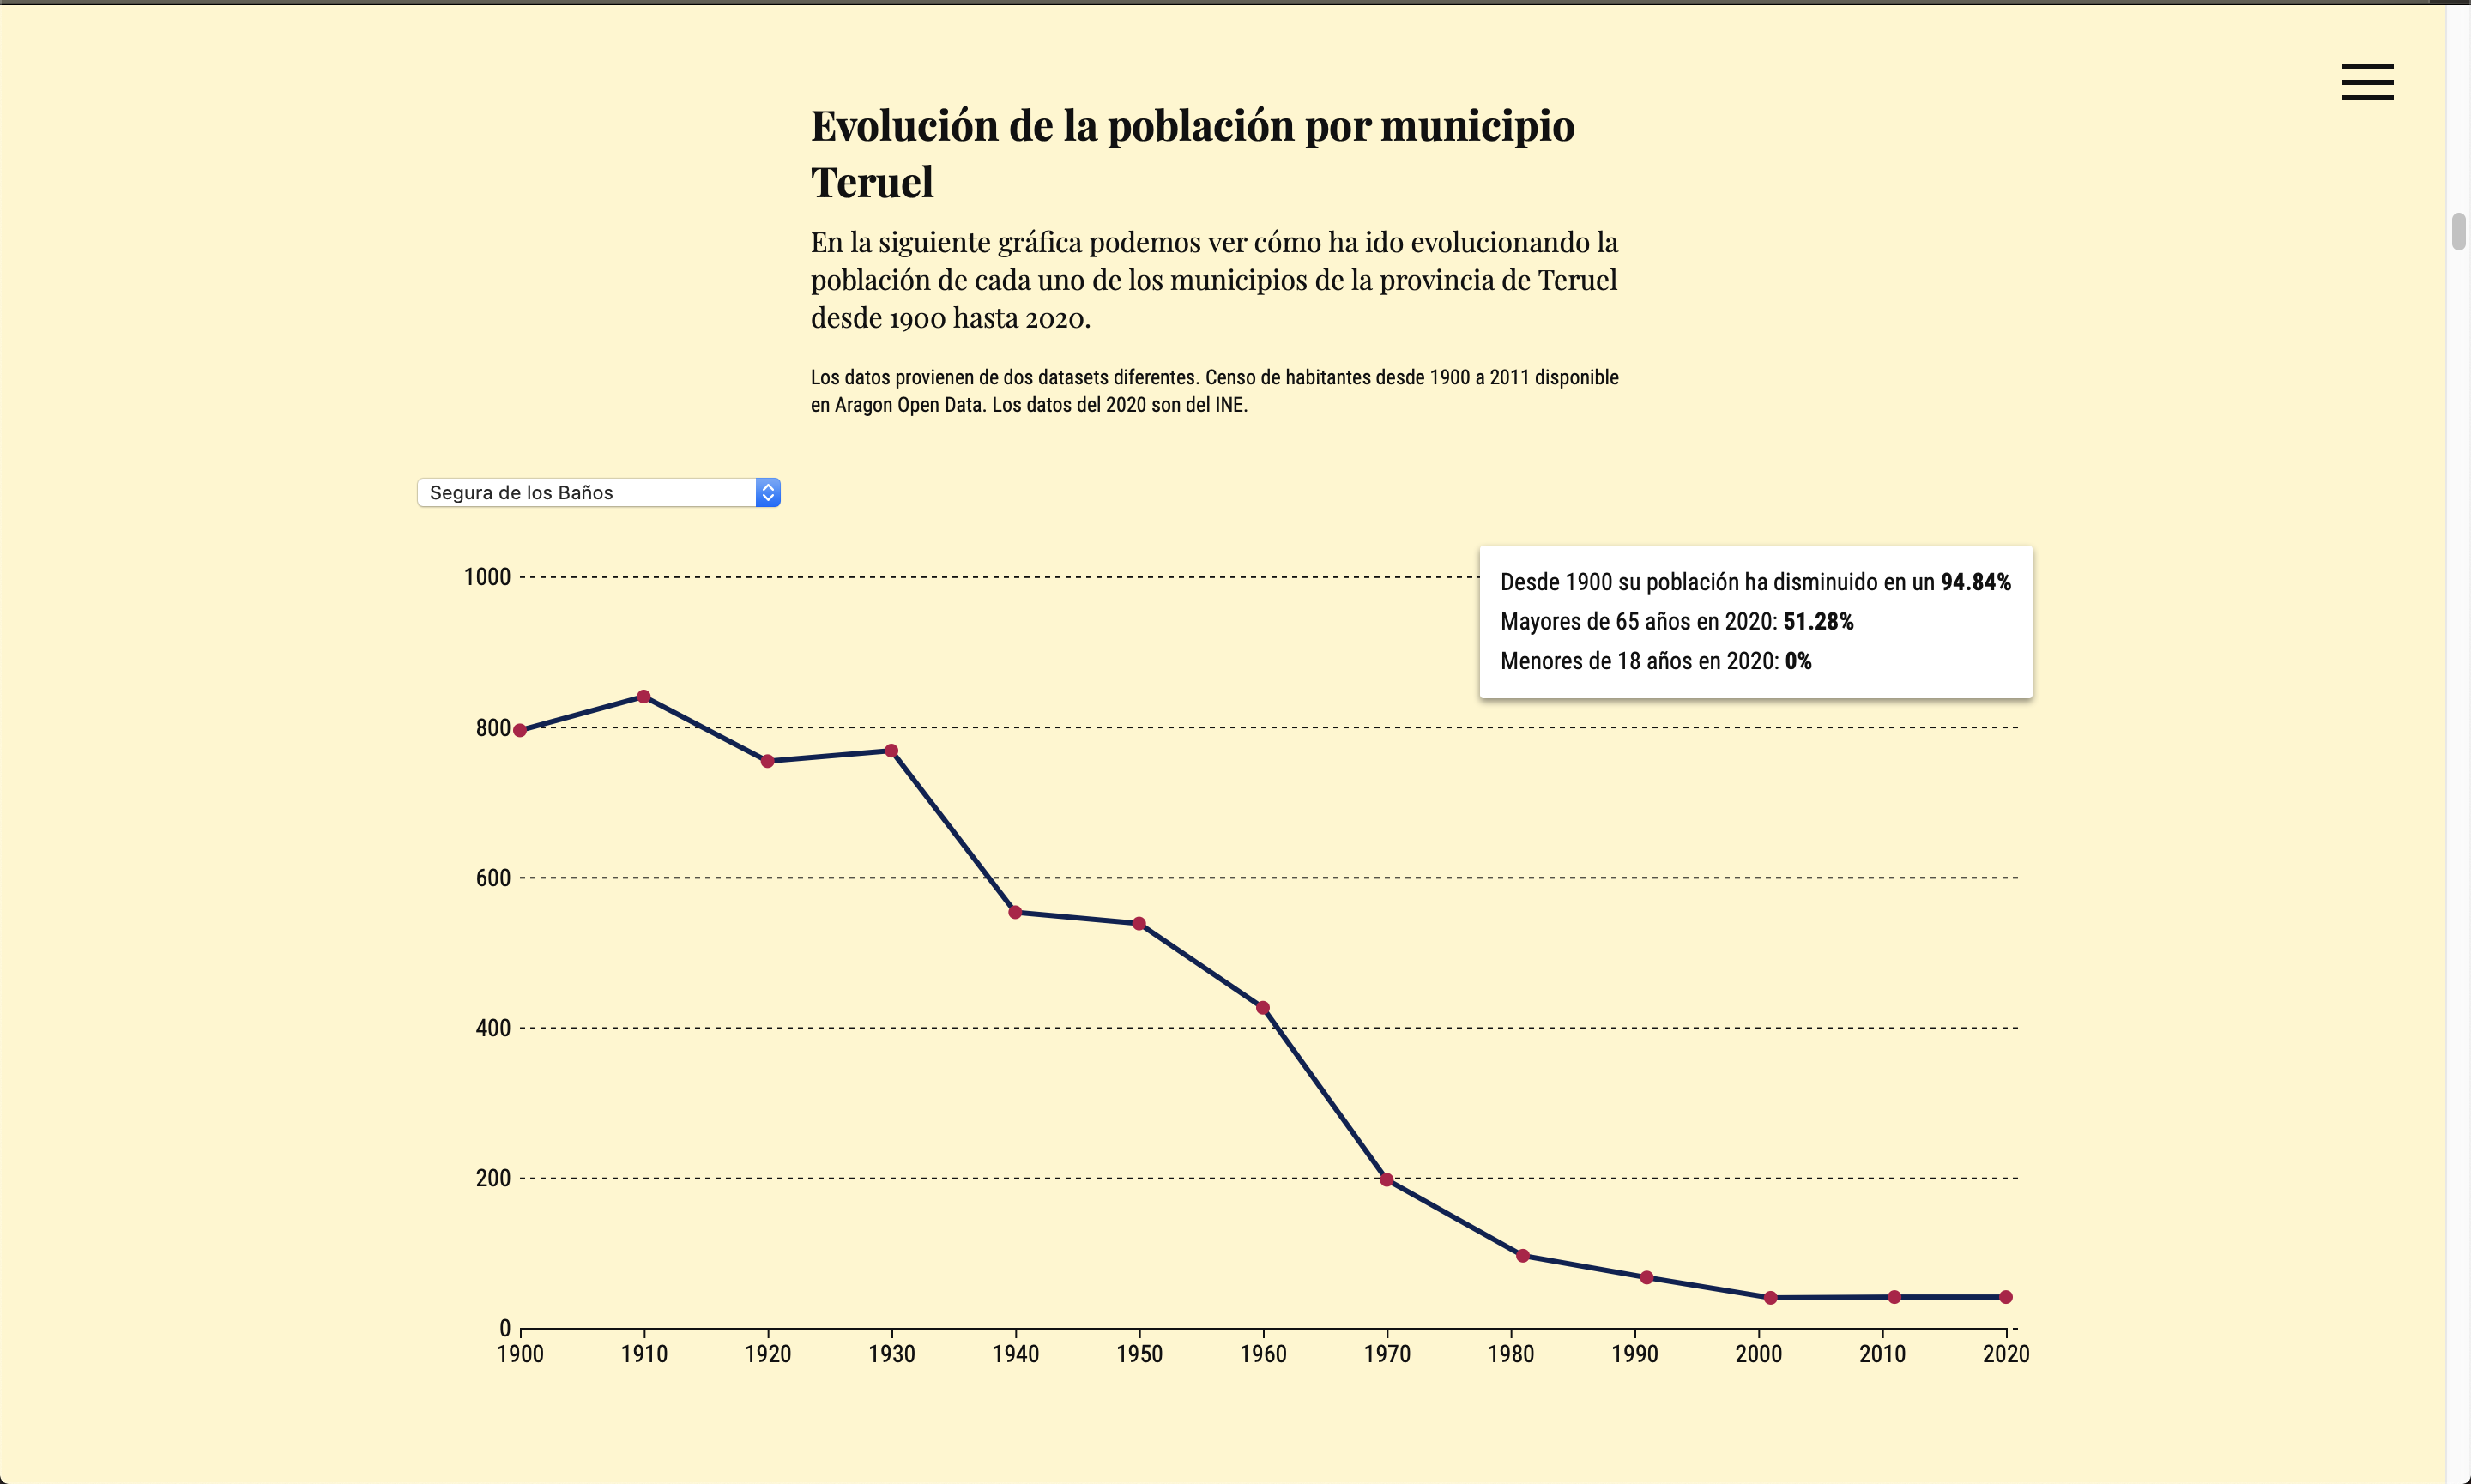 Evolución de la población por municipio
Teruel
En la siguiente gráfica podemos ver cómo ha ido evolucionando la
población de cada uno de los municipios de la provincia de Teruel
desde 1900 hasta 2020.
Los datos provienen de dos datasets diferentes. Censo de habitantes desde 1900 a 2011 disponible
en Aragon Open Data. Los datos del 2020 son del INE.
Segura de los Baños
Desde 1900 su población ha disminuido en un 94.84%
Mayores de 65 años en 2020: 51.28%
Menores de 18 años en 2020: 0%
1000
800
600
400
200
0
1900 1910 1920 1930 1940 1950 1960 1970 1980 1990 2000 2010 2020